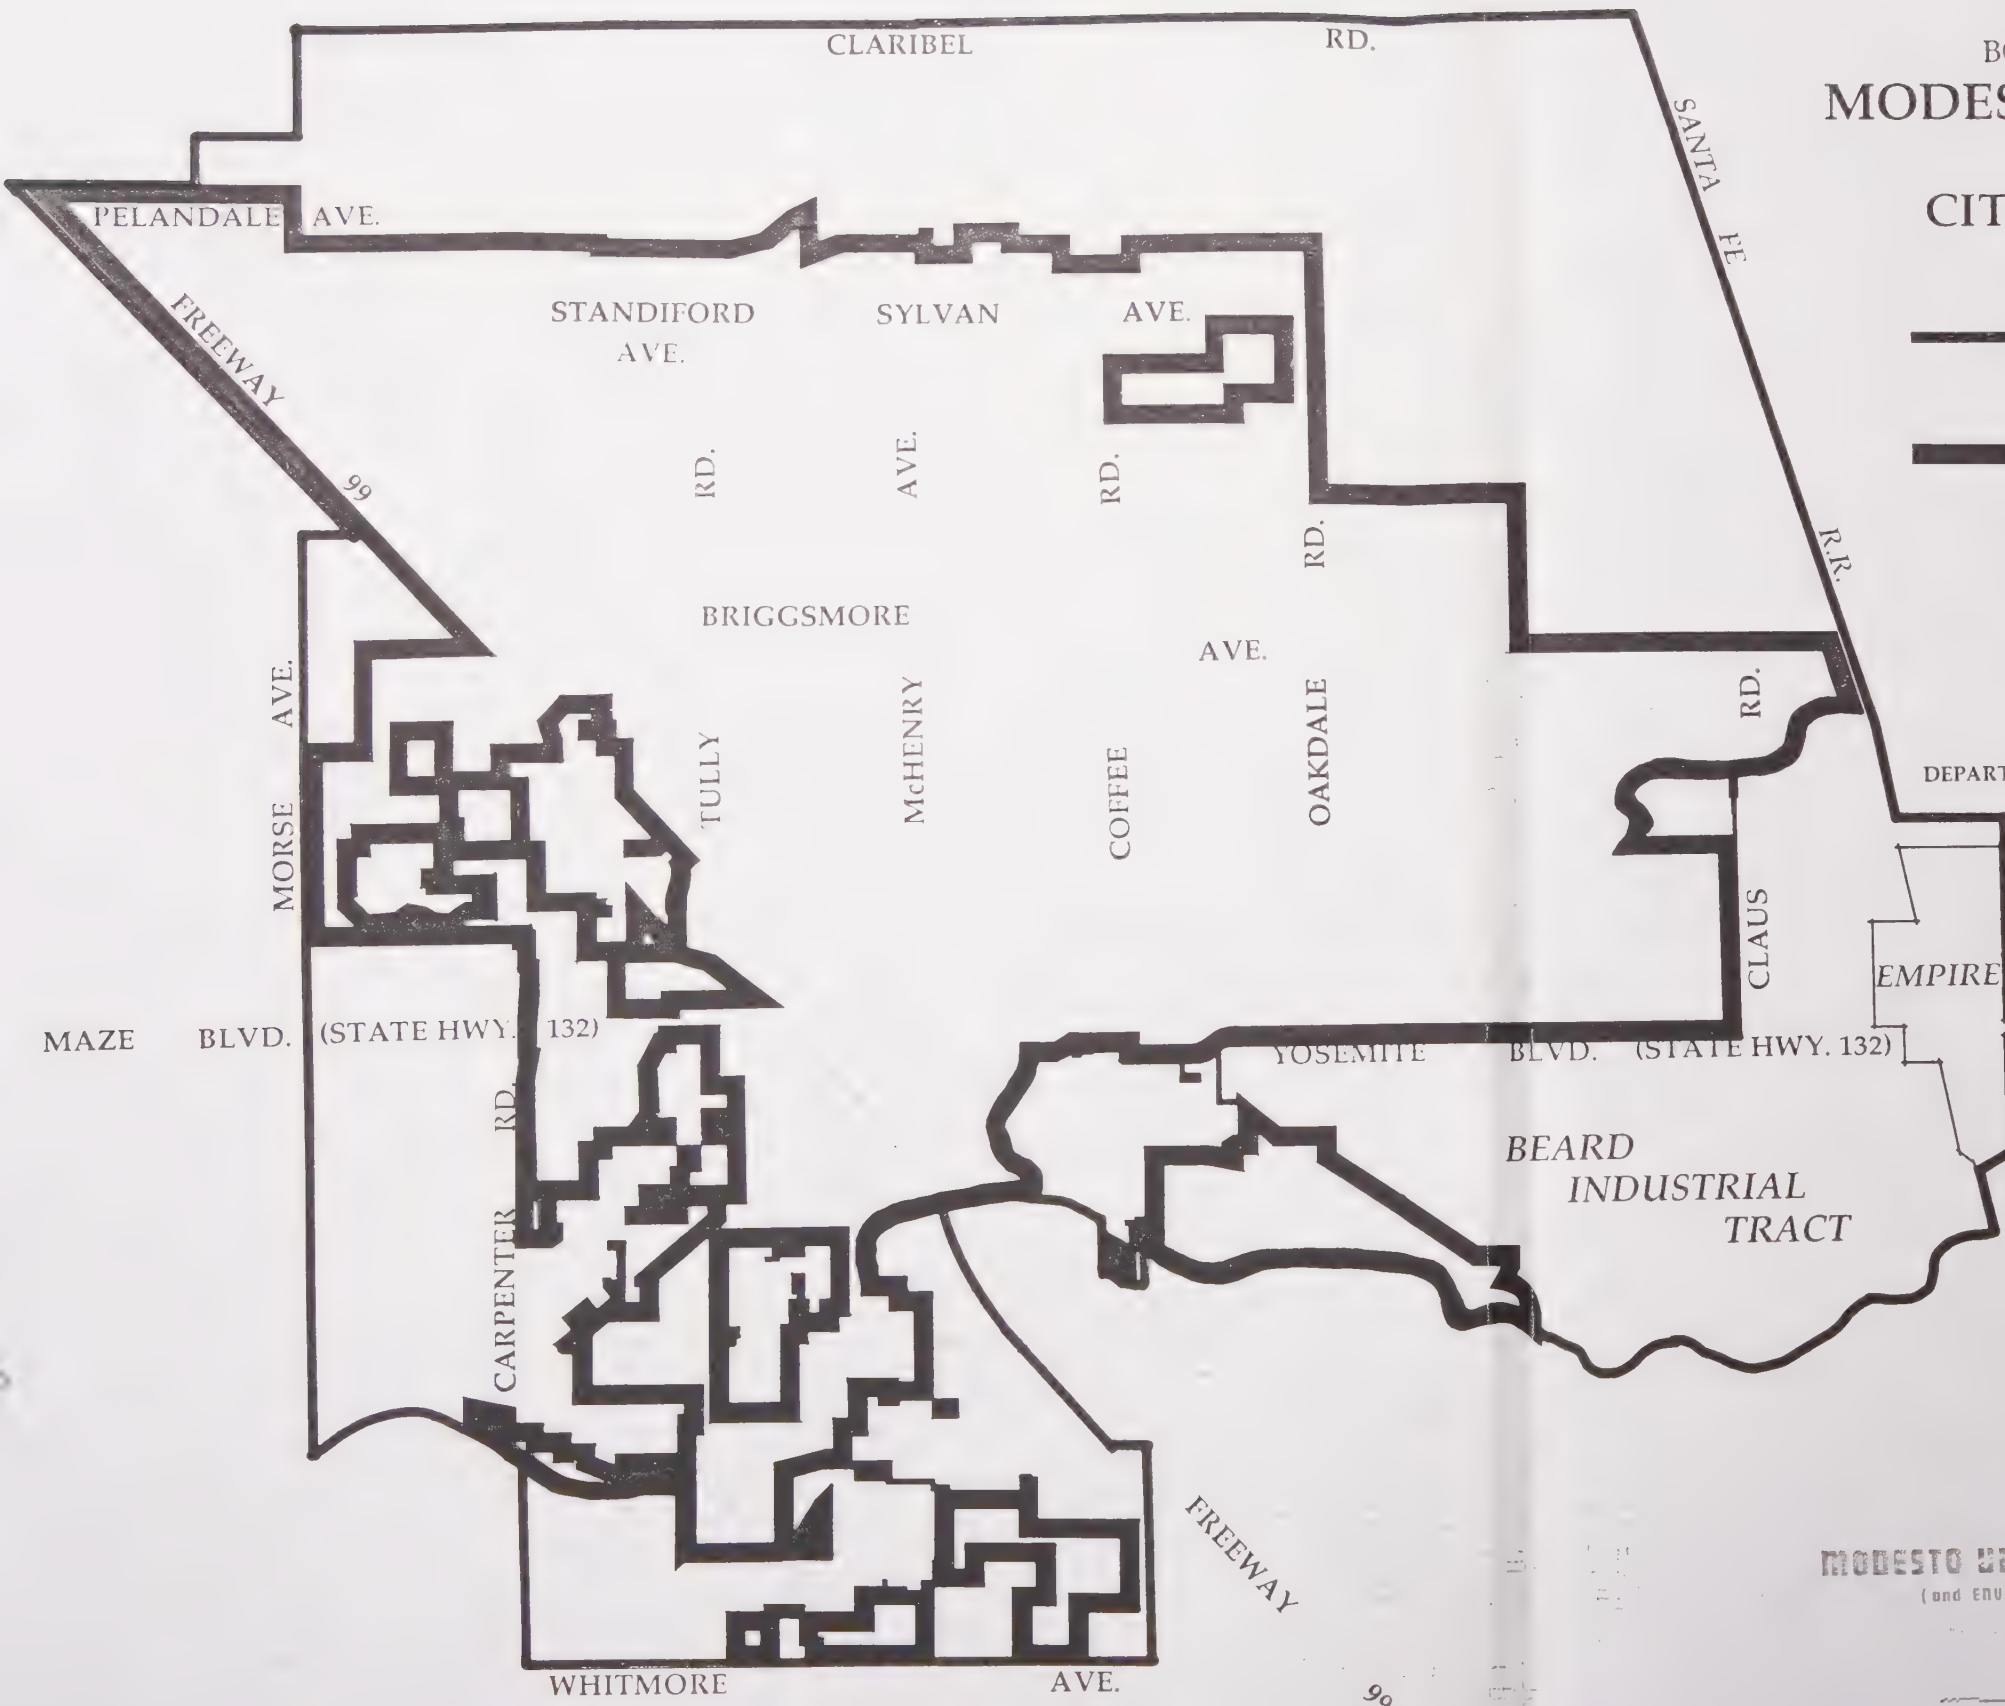 CLARIBEL RD.
MODES
SANTA FE R.R.
CIT
PELANDALE AVE.
FREEWAY 99
STANDIFORD
AVE.
SYLVAN AVE.
BRIGGSMORE AVE.
MORSE AVE.
TULLY RD.
McHENRY AVE.
COFFEE RD.
OAKDALE RD.
CLAUS RD.
DEPART
EMPIRE
MAZE BLVD. (STATE HWY. 132)
YOSEMITE BLVD. (STATE HWY. 132)
CARPENTER RD.
BEARD
INDUSTRIAL
TRACT
FREEWAY
99
MODESTO
(and ENV
WHITMORE AVE.